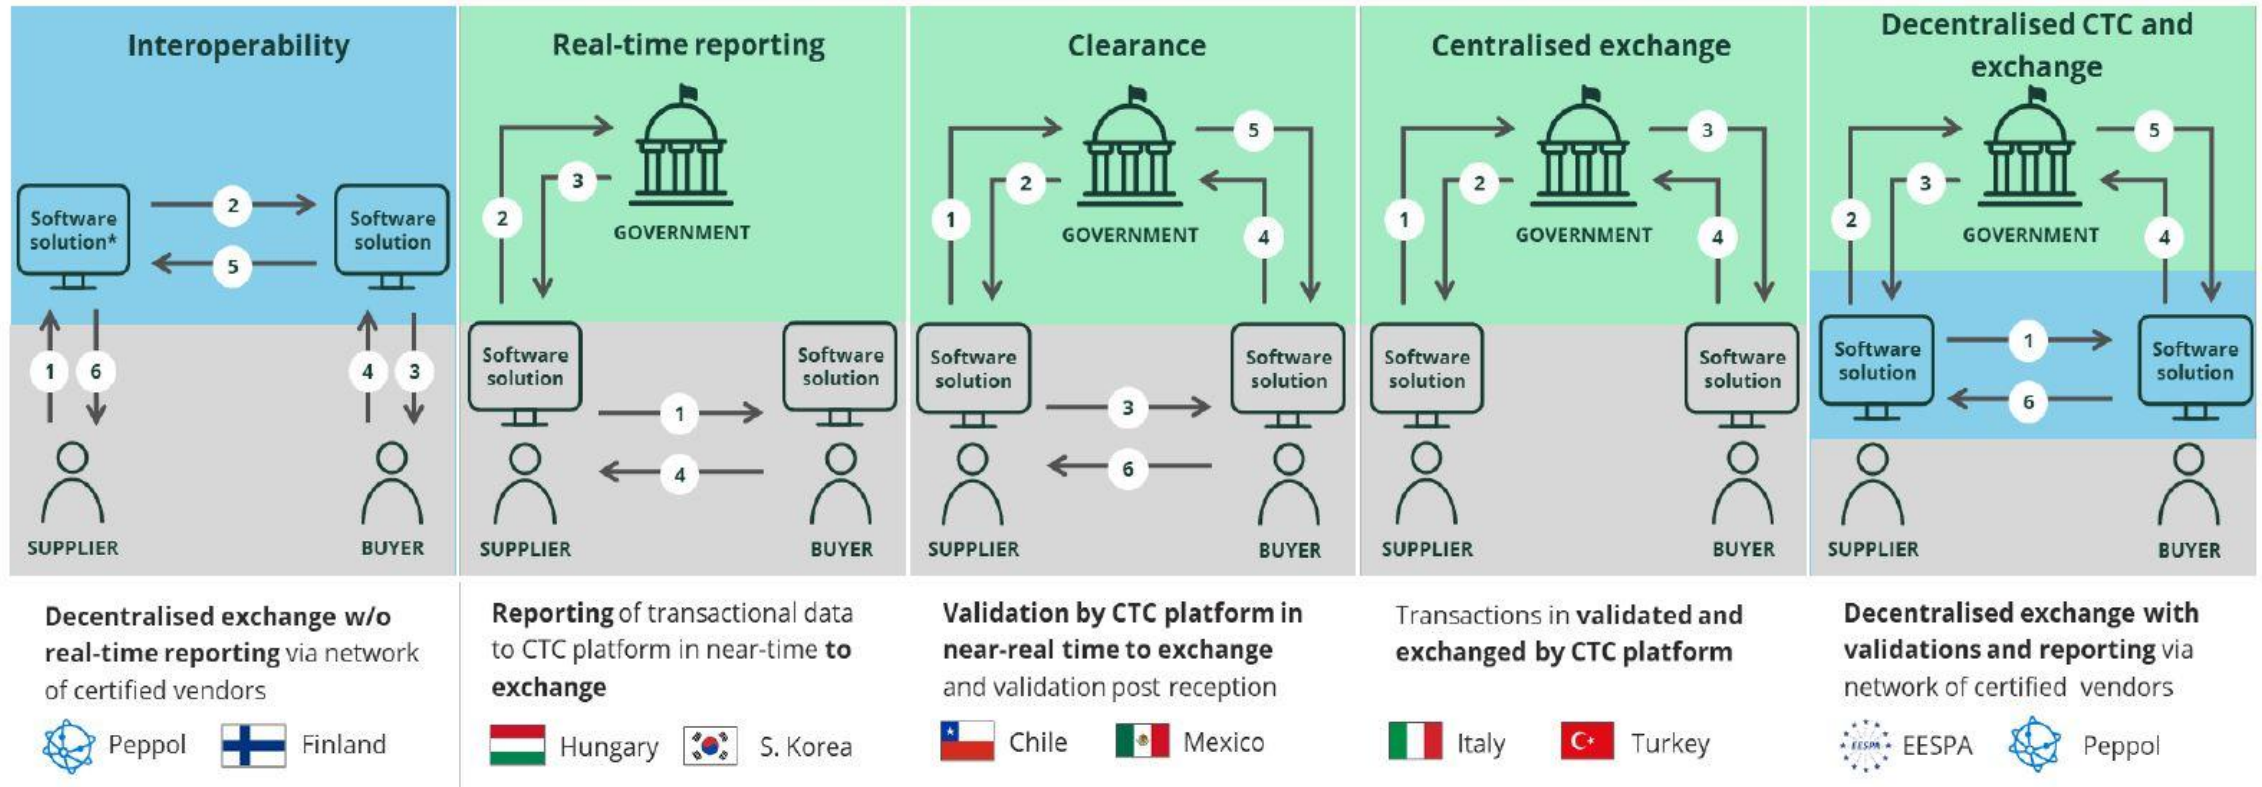 Interoperability
2
Software
solution*
Software
solution
5
1
6
4
3
SUPPLIER
BUYER
Decentralised exchange w/o
real-time reporting via network
of certified vendors
Peppol
Finland
Real-time reporting
3
2
GOVERNMENT
Software
solution
Software
solution
1
4
SUPPLIER
BUYER
Reporting of transactional data
to CTC platform in near-time to
exchange
Hungary
S. Korea
Clearance
5
2
1
GOVERNMENT
4
Software
solution
Software
solution
3
6
SUPPLIER
BUYER
Validation by CTC platform in
near-real time to exchange
and validation post reception
Chile
Mexico
Centralised exchange
3
2
1
GOVERNMENT
4
Software
solution
Software
solution
SUPPLIER
BUYER
Transactions in validated and
exchanged by CTC platform
Italy
Turkey
Decentralised CTC and
exchange
5
3
2
GOVERNMENT
4
Software
solution
1
Software
solution
6
SUPPLIER
BUYER
Decentralised exchange with
validations and reporting via
network of certified vendors
EESPA
EESPA
Peppol